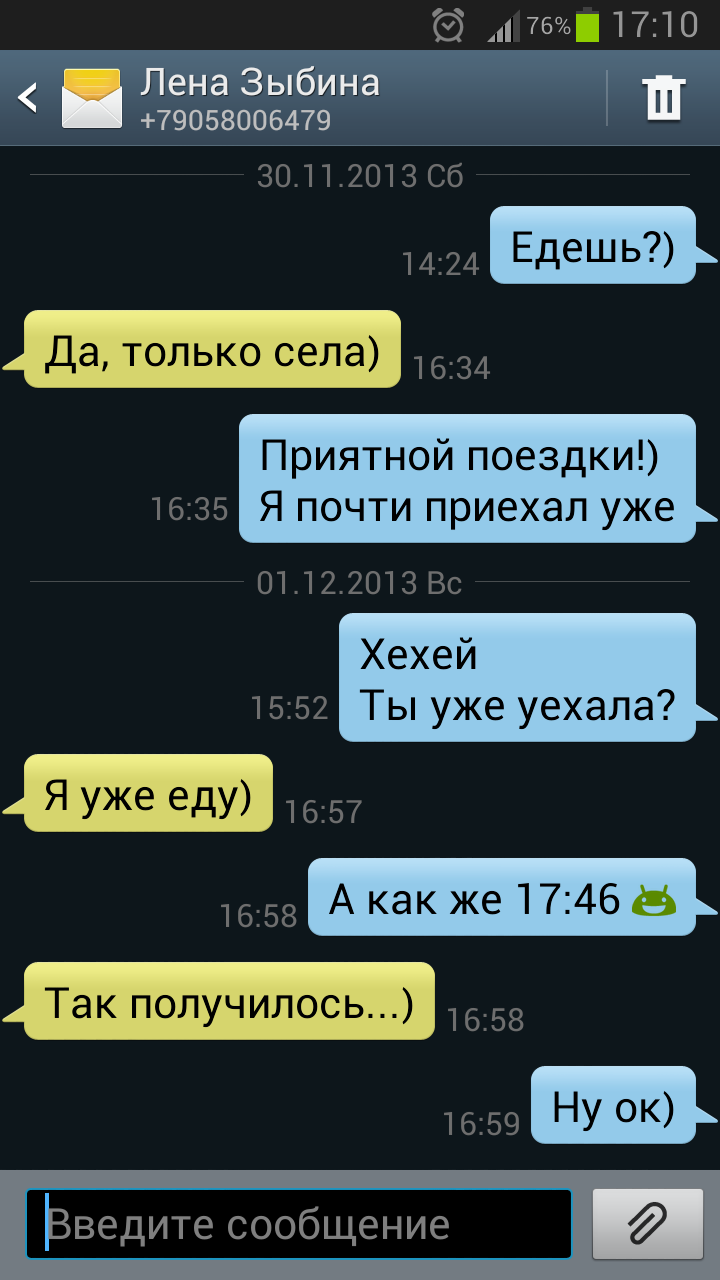 76% 17:10
Лена Зыбина
+79058006479
30.11.2013 Сб
14:24 Едешь?)
Да, только села) 16:34
Приятной поездки!)
16:35 Я почти приехал уже
01.12.2013 Вс
Хехей
15:52 Ты уже уехала?
Я уже еду) 16:57
16:58 А как же 17:46
Так получилось...) 16:58
16:59 Ну ок)
Введите сообщение